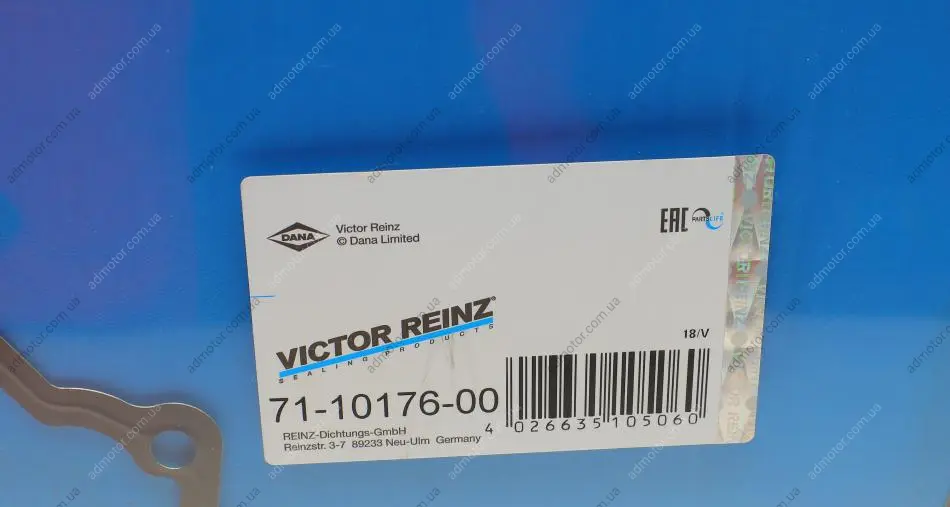 DANA
Victor Reinz
© Dana Limited
EAC
PARTSLIFE
VICTOR REINZ®
SEALING PRODUCTS
18/V
71-10176-00
REINZ-Dichtungs-GmbH
Reinzstr. 3-7 89233 Neu-Ulm Germany
4 026635 105060
admotor.com.ua